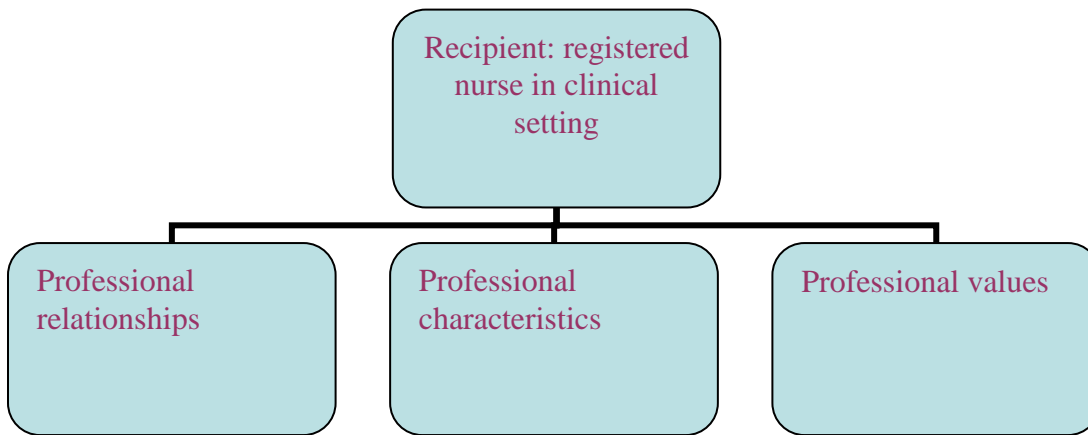 Recipient: registered
nurse in clinical
setting
Professional
relationships
Professional
characteristics
Professional values